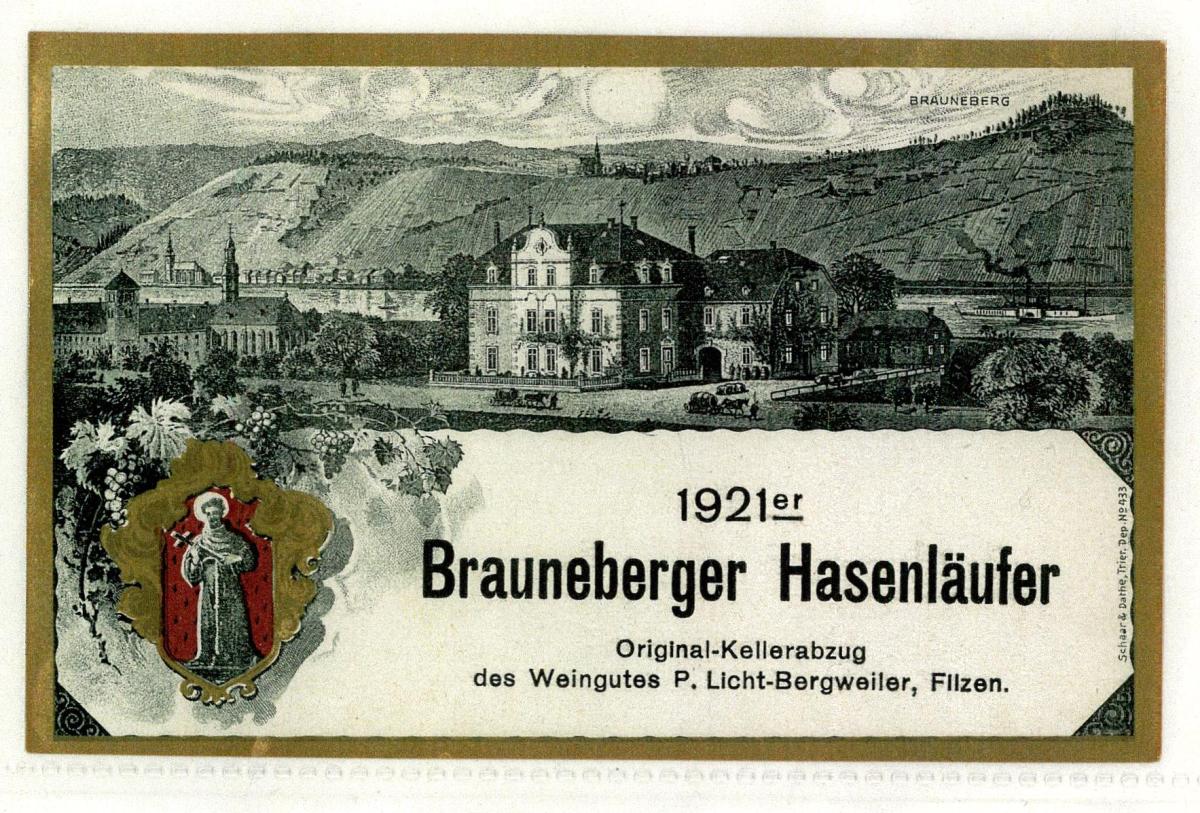 BRAUNEBERG
1921er
Brauneberger Hasenläufer
Original-Kellerabzug
des Weingutes P. Licht-Bergweiler, Filzen.
Schaar & Dathe, Trier. Dep. No 433